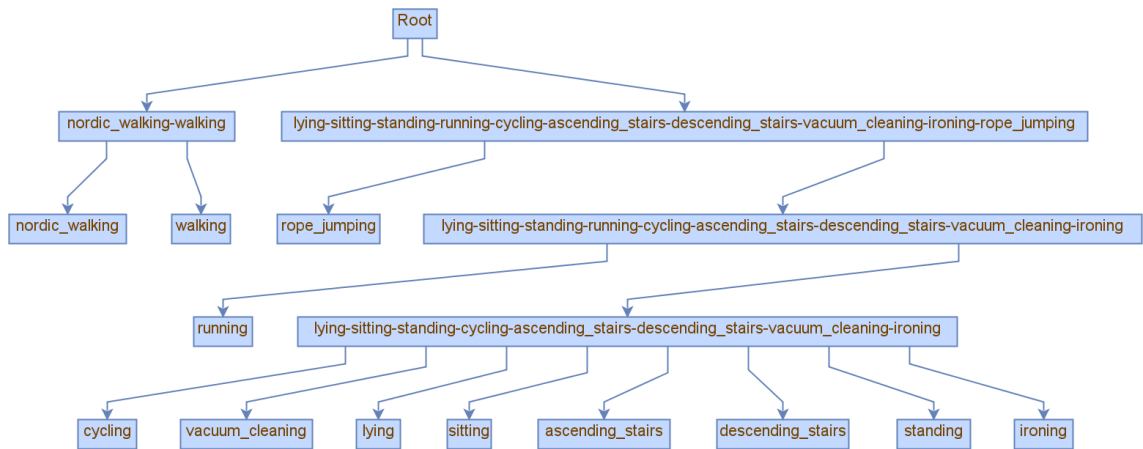 Root
nordic_walking-walking
lying-sitting-standing-running-cycling-ascending_stairs-descending_stairs-vacuum_cleaning-ironing-rope_jumping
nordic_walking
walking
rope_jumping
lying-sitting-standing-running-cycling-ascending_stairs-descending_stairs-vacuum_cleaning-ironing
running
lying-sitting-standing-cycling-ascending_stairs-descending_stairs-vacuum_cleaning-ironing
cycling
vacuum_cleaning
lying
sitting
ascending_stairs
descending_stairs
standing
ironing